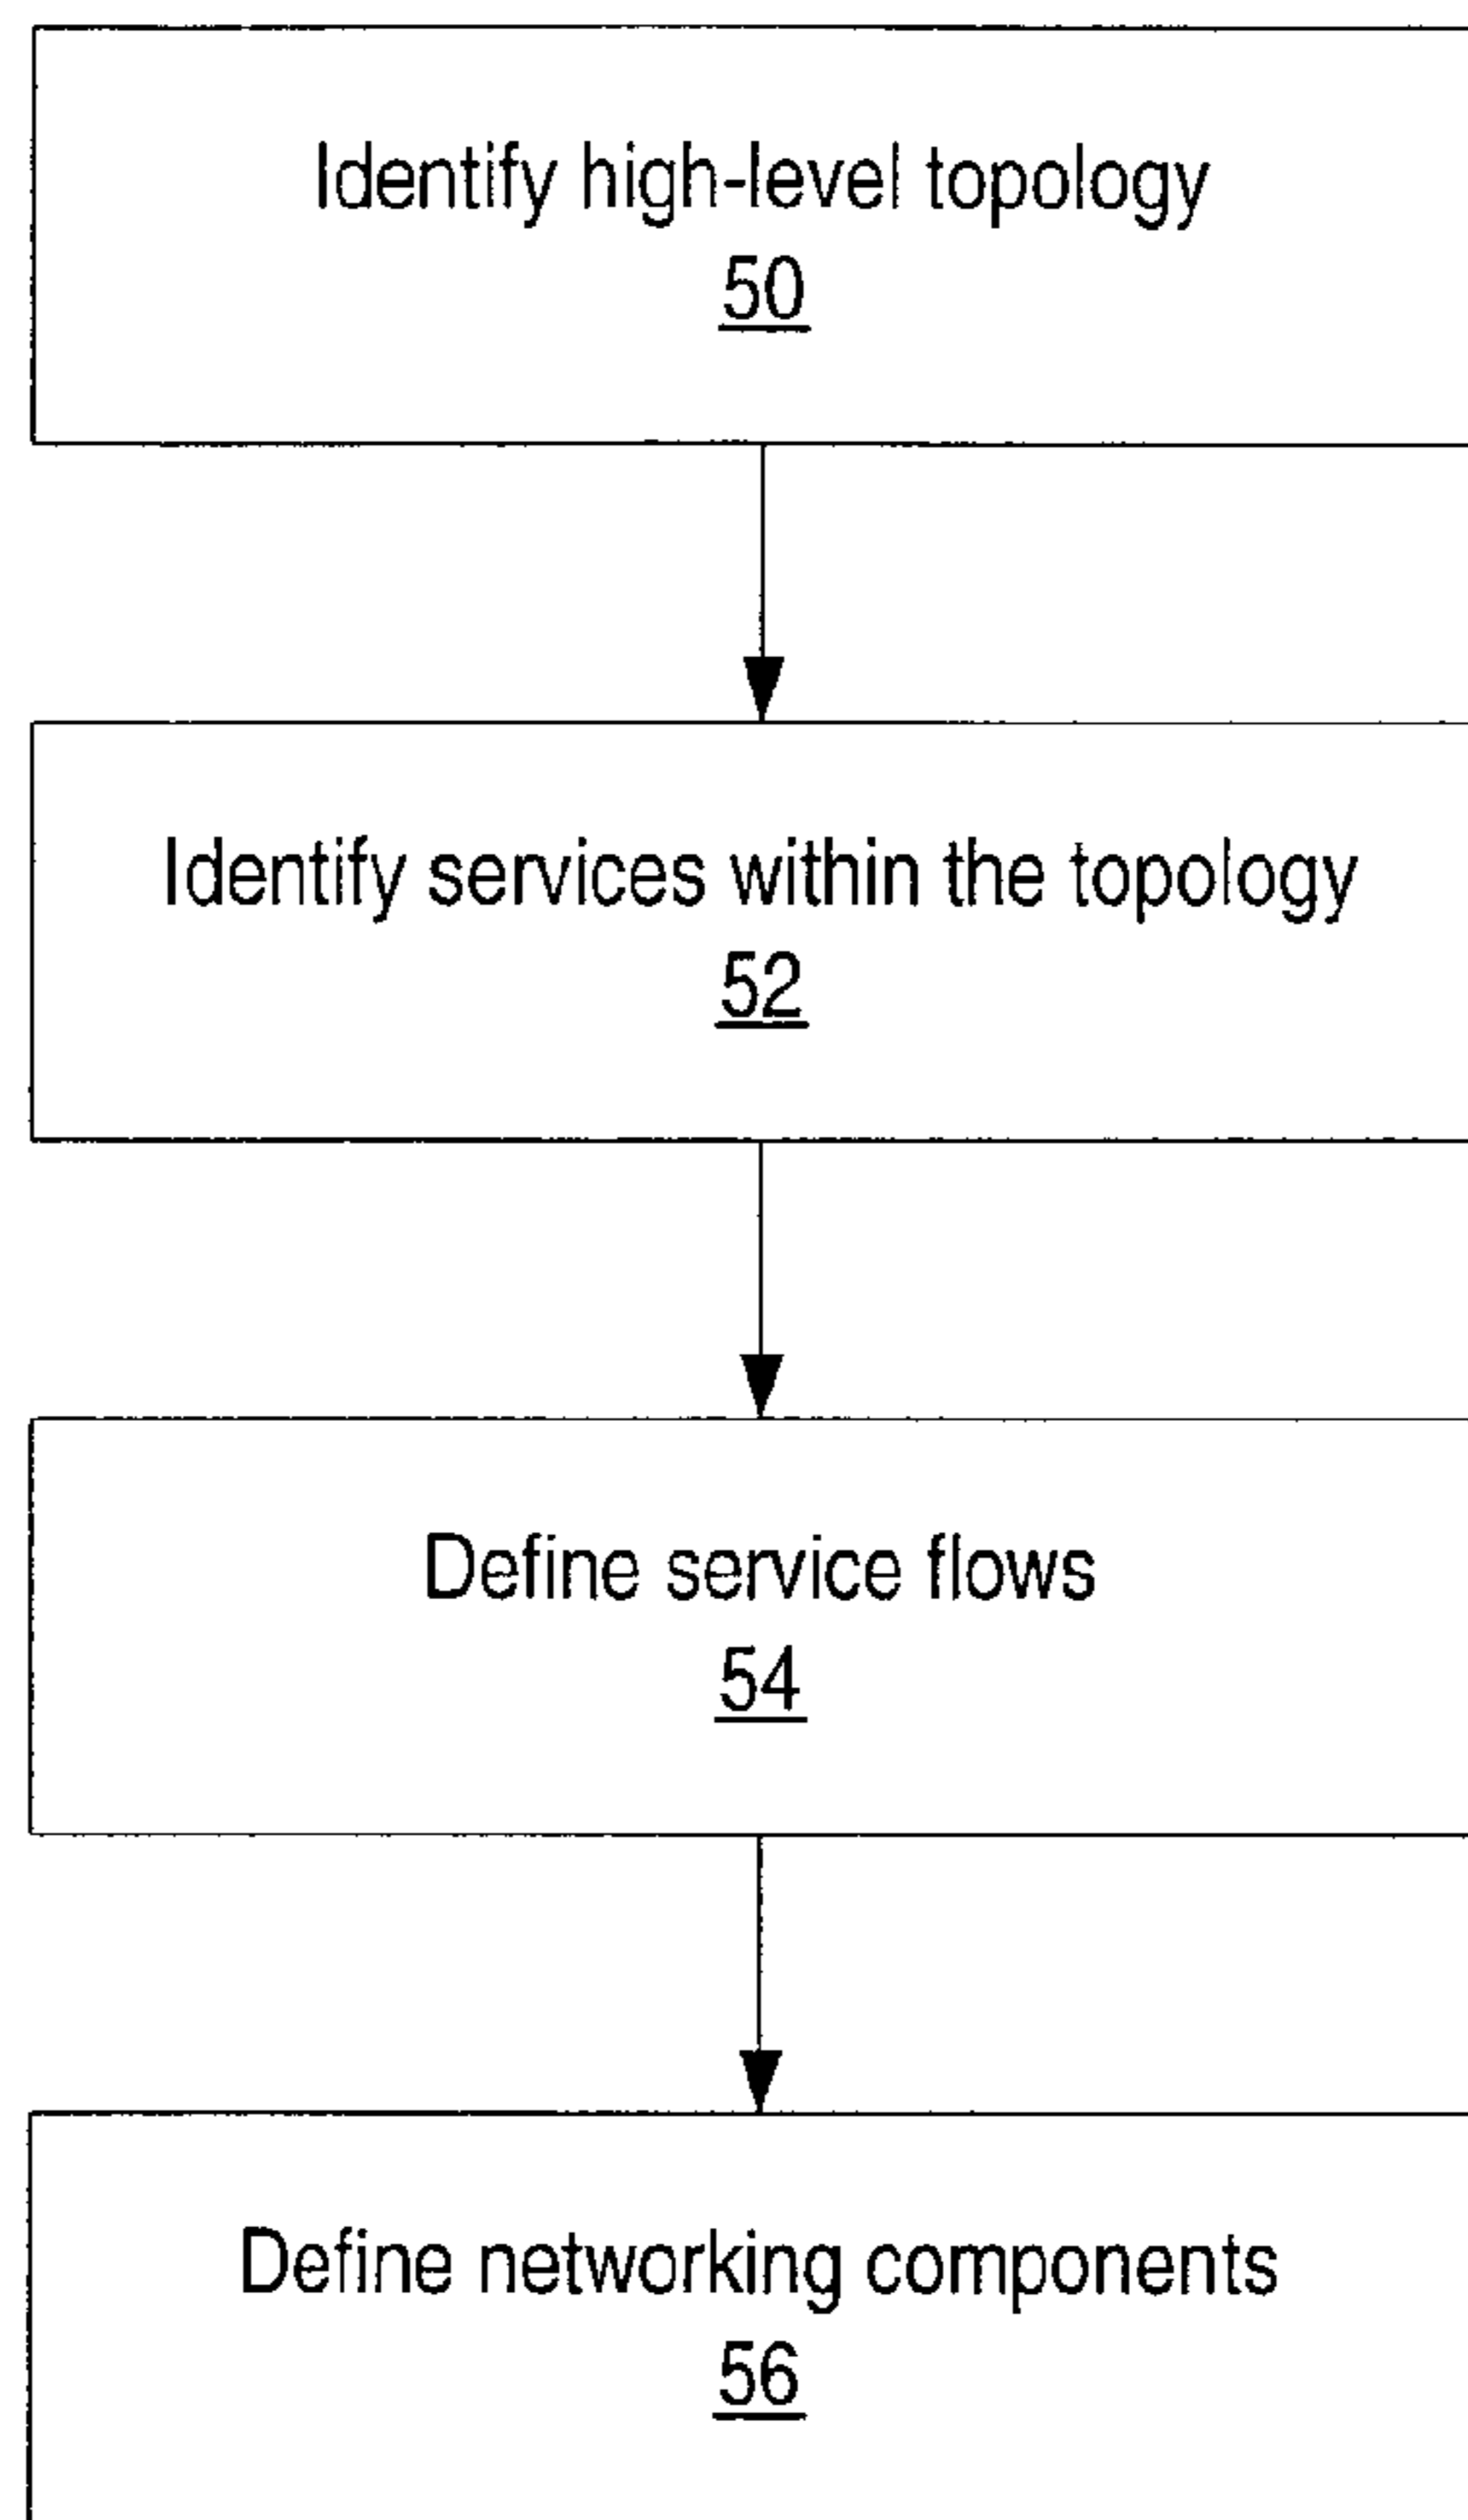 Identify high-level topology
50
Identify services within the topology
52
Define service flows
54
Define networking components
56